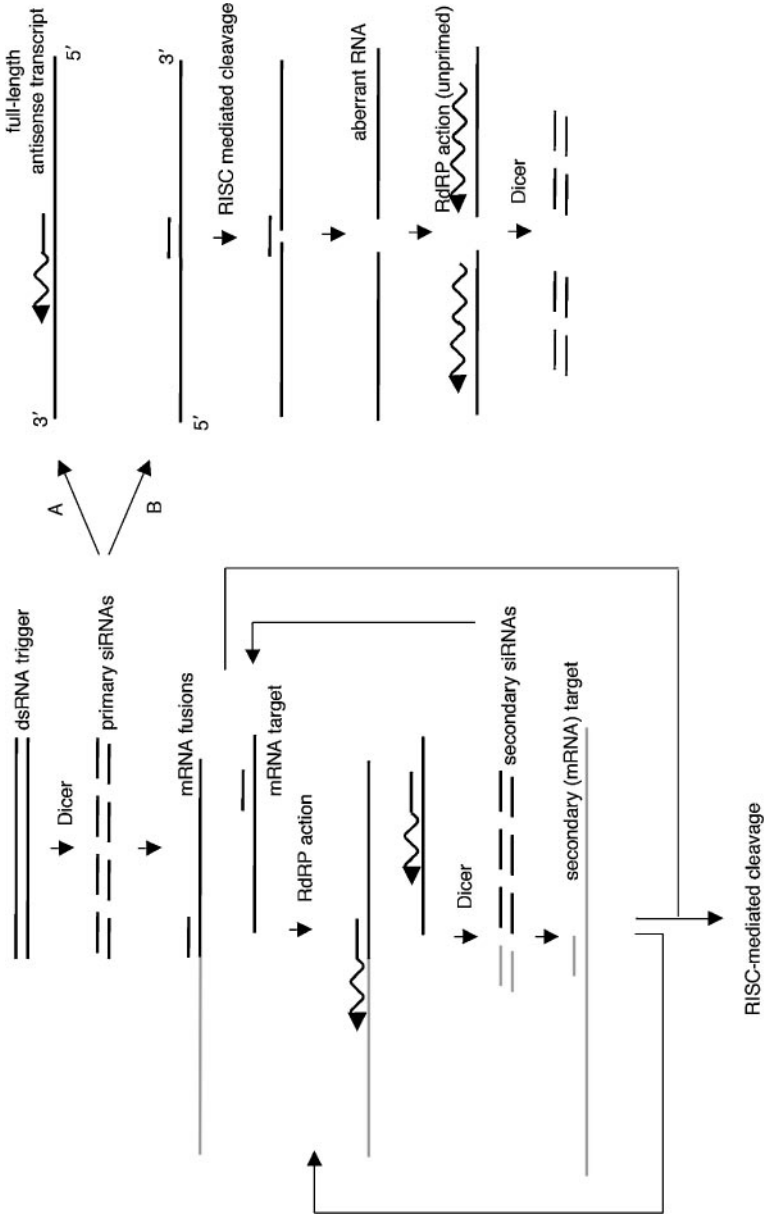 dsRNA trigger
Dicer
primary siRNAs
mRNA fusions
mRNA target
RdRP action
Dicer
secondary siRNAs
secondary (mRNA) target
RISC-mediated cleavage
A
B
full-length
antisense transcript
3′
5′
5′
3′
RISC mediated cleavage
aberrant RNA
RdRP action (unprimed)
Dicer